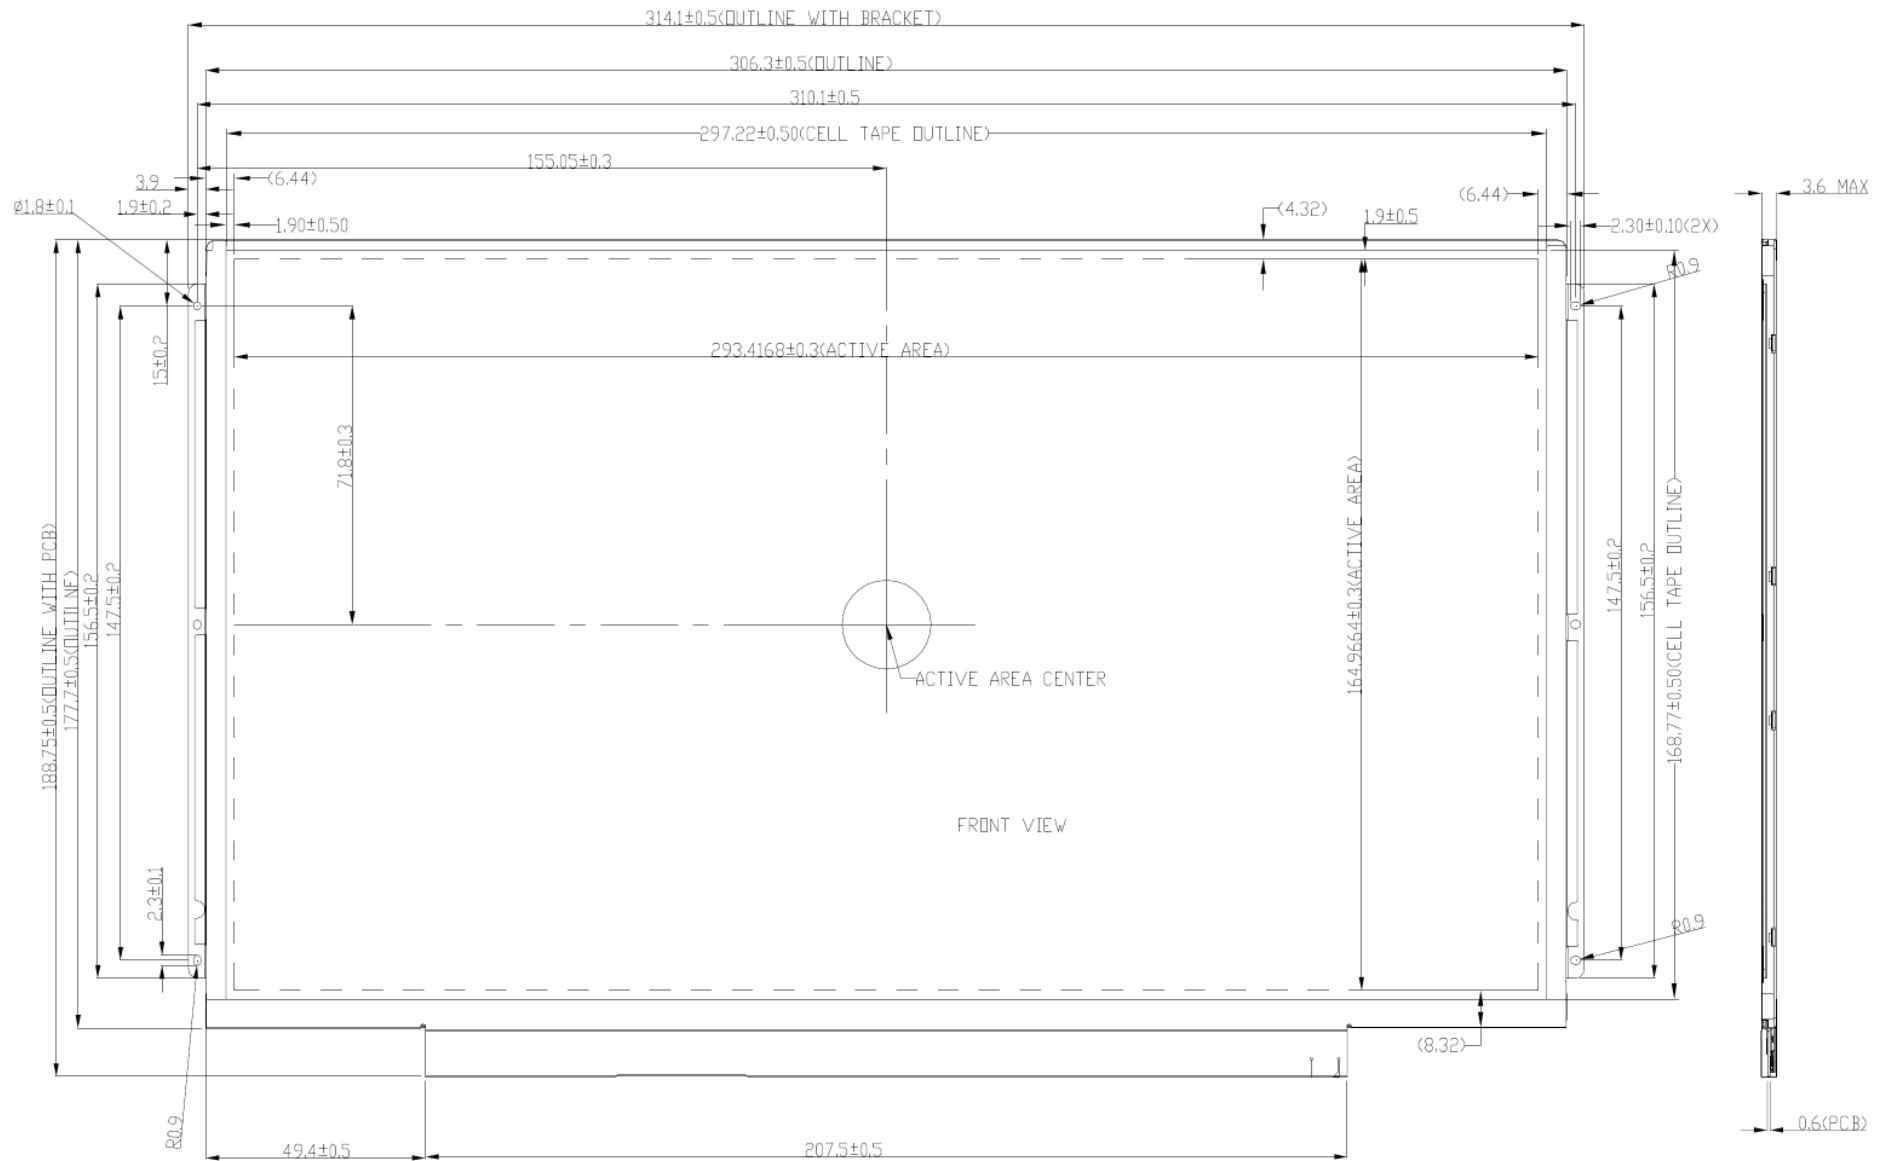 314.1±0.5(OUTLINE WITH BRACKET)
306.3±0.5(OUTLINE)
310.1±0.5
297.22±0.50(CELL TAPE OUTLINE)
155.05±0.3
3.9
(6.44)
(6.44)
3.6 MAX
ø1.8±0.1
1.9±0.2
1.90±0.50
(4.32)
1.9±0.5
2.30±0.10(2X)
R0.9
15±0.2
293.4168±0.3(ACTIVE AREA)
71.8±0.3
188.75±0.5(OUTLINE WITH PCB)
177.7±0.5(OUTILNE)
156.5±0.2
147.5±0.2
164.9664±0.3(ACTIVE AREA)
147.5±0.2
156.5±0.2
168.77±0.50(CELL TAPE OUTLINE)
ACTIVE AREA CENTER
FRONT VIEW
2.3±0.1
R0.9
(8.32)
R0.9
49.4±0.5
207.5±0.5
0.6(PCB)